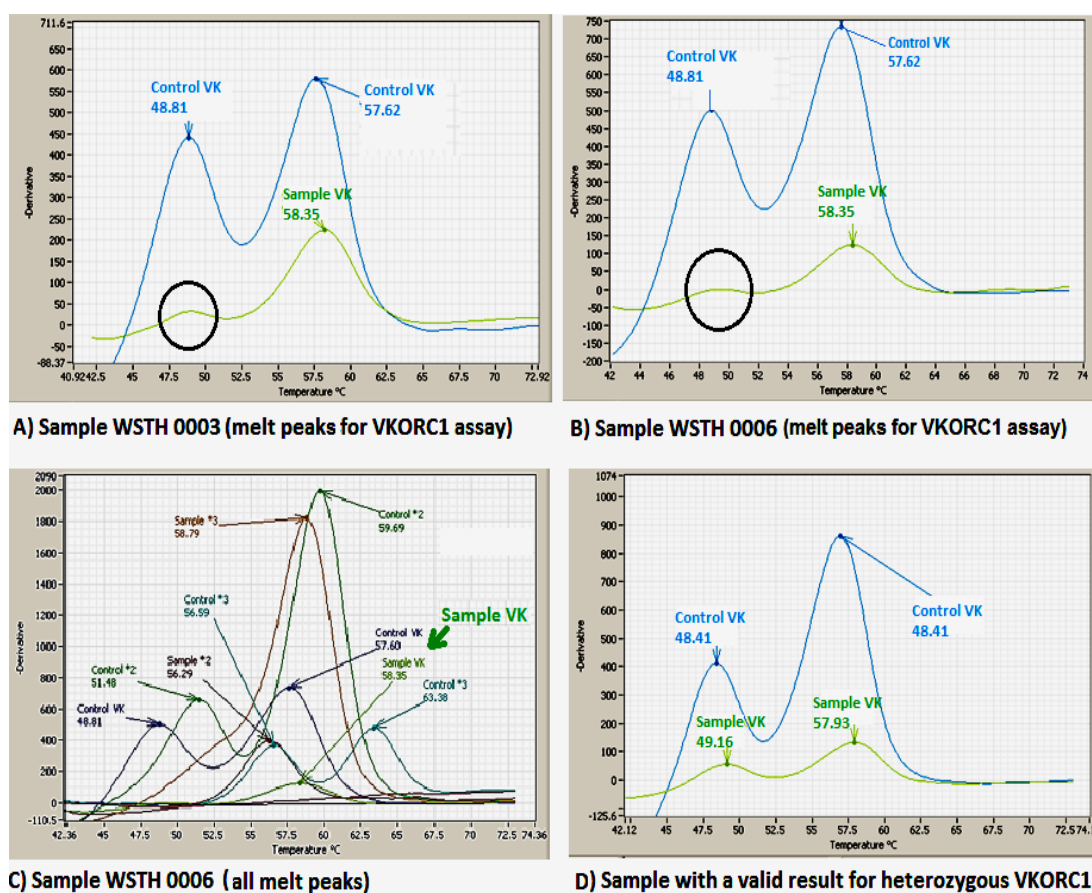 711.6
650
600
550
500
450
400
350
300
250
200
150
100
50
0
-50
-88.37
-Derivative
Control VK
48.81
Control VK
57.62
Sample VK
58.35
40.92 42.5 45 47.5 50 52.5 55 57.5 60 62.5 65 67.5 70 72.92
Temperature °C
A) Sample WSTH 0003 (melt peaks for VKORC1 assay)
750
700
650
600
550
500
450
400
350
300
250
200
150
100
50
0
-50
-100
-150
-200
-Derivative
Control VK
48.81
Control VK
57.62
Sample VK
58.35
42 44 46 48 50 52 54 56 58 60 62 64 66 68 70 72 74
Temperature °C
B) Sample WSTH 0006 (melt peaks for VKORC1 assay)
2090
2000
1800
1600
1400
1200
1000
800
600
400
200
0
-110.5
-Derivative
Sample *3
58.79
Control *2
59.69
Control *3
56.59
Sample VK
Control VK
57.60
Sample *2
56.29
Sample VK
58.35
Control *2
51.48
Control *3
63.38
Control VK
48.81
42.36 45 47.5 50 52.5 55 57.5 60 62.5 65 67.5 70 72.5 74.36
Temperature °C
C) Sample WSTH 0006 (all melt peaks)
1074
1000
900
800
700
600
500
400
300
200
100
0
-125.6
-Derivative
Control VK
48.41
Control VK
48.41
Sample VK
49.16
Sample VK
57.93
42.12 45 47.5 50 52.5 55 57.5 60 62.5 65 67.5 70 72.5 74.
Temperature °C
D) Sample with a valid result for heterozygous VKORC1